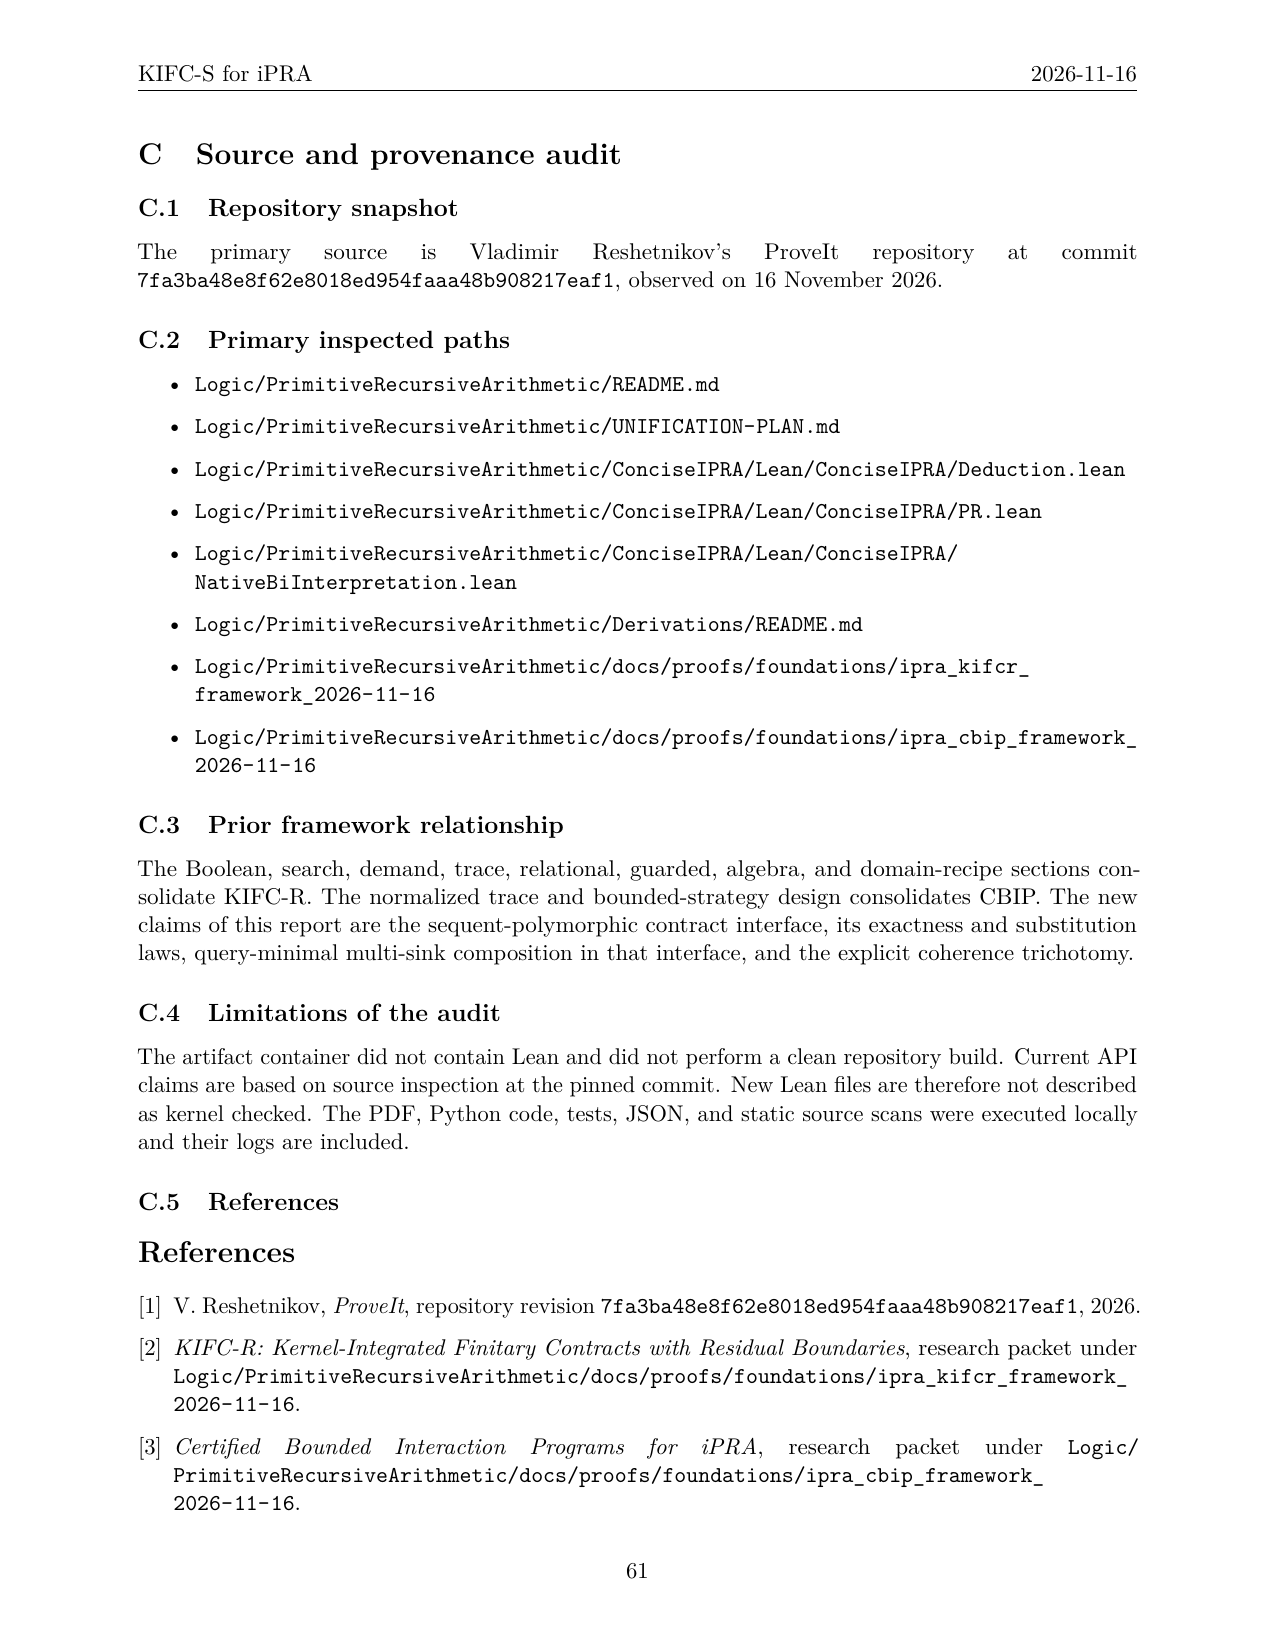 KIFC-S for iPRA 2026-11-16
C Source and provenance audit
C.1 Repository snapshot
The primary source is Vladimir Reshetnikov's ProveIt repository at commit
7fa3ba48e8f62e8018ed954faaa48b908217eaf1, observed on 16 November 2026.
C.2 Primary inspected paths
• Logic/PrimitiveRecursiveArithmetic/README.md
• Logic/PrimitiveRecursiveArithmetic/UNIFICATION-PLAN.md
• Logic/PrimitiveRecursiveArithmetic/ConciseIPRA/Lean/ConciseIPRA/Deduction.lean
• Logic/PrimitiveRecursiveArithmetic/ConciseIPRA/Lean/ConciseIPRA/PR.lean
• Logic/PrimitiveRecursiveArithmetic/ConciseIPRA/Lean/ConciseIPRA/
NativeBiInterpretation.lean
• Logic/PrimitiveRecursiveArithmetic/Derivations/README.md
• Logic/PrimitiveRecursiveArithmetic/docs/proofs/foundations/ipra_kifcr_
framework_2026-11-16
• Logic/PrimitiveRecursiveArithmetic/docs/proofs/foundations/ipra_cbip_framework_
2026-11-16
C.3 Prior framework relationship
The Boolean, search, demand, trace, relational, guarded, algebra, and domain-recipe sections con-
solidate KIFC-R. The normalized trace and bounded-strategy design consolidates CBIP. The new
claims of this report are the sequent-polymorphic contract interface, its exactness and substitution
laws, query-minimal multi-sink composition in that interface, and the explicit coherence trichotomy.
C.4 Limitations of the audit
The artifact container did not contain Lean and did not perform a clean repository build. Current API
claims are based on source inspection at the pinned commit. New Lean files are therefore not described
as kernel checked. The PDF, Python code, tests, JSON, and static source scans were executed locally
and their logs are included.
C.5 References
References
[1] V. Reshetnikov, ProveIt, repository revision 7fa3ba48e8f62e8018ed954faaa48b908217eaf1, 2026.
[2] KIFC-R: Kernel-Integrated Finitary Contracts with Residual Boundaries, research packet under
Logic/PrimitiveRecursiveArithmetic/docs/proofs/foundations/ipra_kifcr_framework_
2026-11-16.
[3] Certified Bounded Interaction Programs for iPRA, research packet under Logic/
PrimitiveRecursiveArithmetic/docs/proofs/foundations/ipra_cbip_framework_
2026-11-16.
61